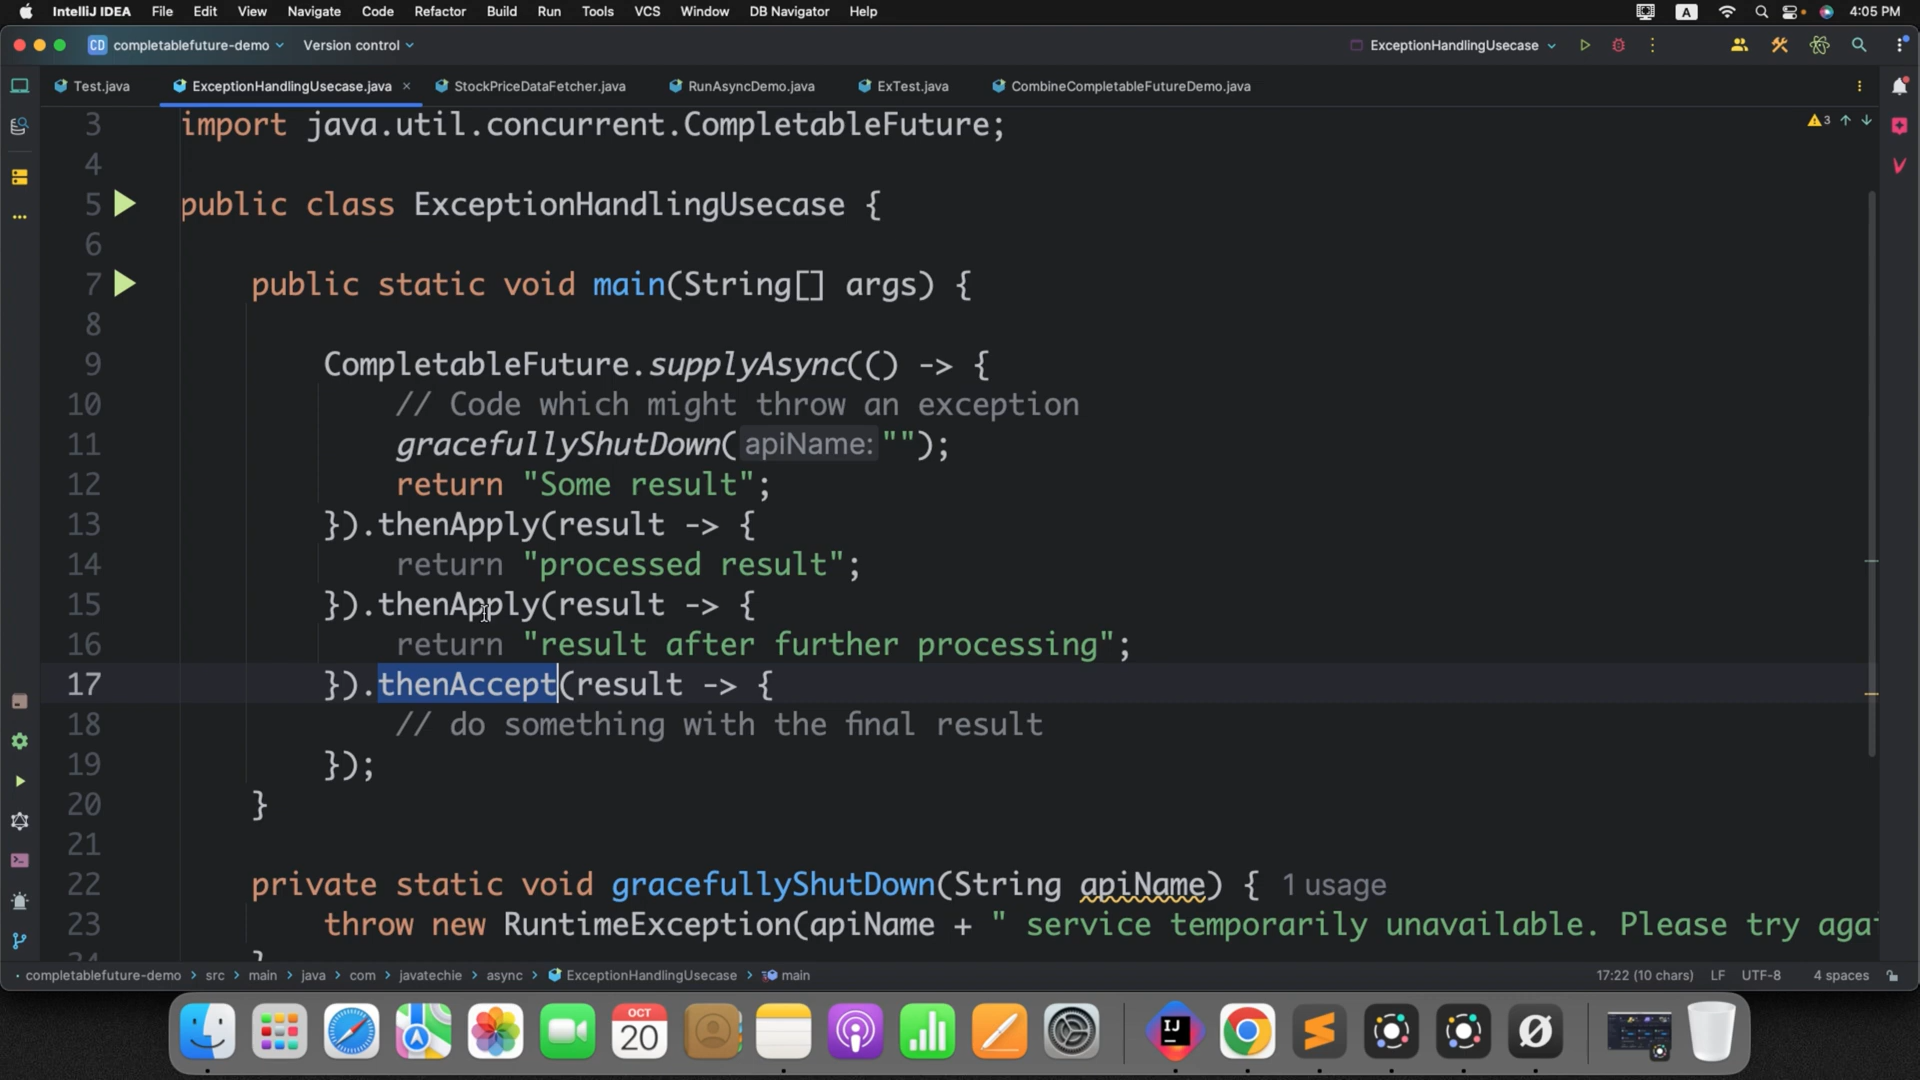 IntelliJ IDEA File Edit View Navigate Code Refactor Build Run Tools VCS Window DB Navigator Help A 4:05 PM
CD completablefuture-demo Version control ExceptionHandlingUsecase
Test.java ExceptionHandlingUsecase.java StockPriceDataFetcher.java RunAsyncDemo.java ExTest.java CombineCompletableFutureDemo.java
3 import java.util.concurrent.CompletableFuture; 3
4
5 public class ExceptionHandlingUsecase {
6
7 public static void main(String[] args) {
8
9 CompletableFuture.supplyAsync(() -> {
10 // Code which might throw an exception
11 gracefullyShutDown( apiName: "");
12 return "Some result";
13 }).thenApply(result -> {
14 return "processed result";
15 }).thenApply(result -> {
16 return "result after further processing";
17 }).thenAccept(result -> {
18 // do something with the final result
19 });
20 }
21
22 private static void gracefullyShutDown(String apiName) { 1 usage
23 throw new RuntimeException(apiName + " service temporarily unavailable. Please try aga
24 }
completablefuture-demo > src > main > java > com > javatechie > async > ExceptionHandlingUsecase > main 17:22 (10 chars) LF UTF-8 4 spaces
OCT
20
IJ